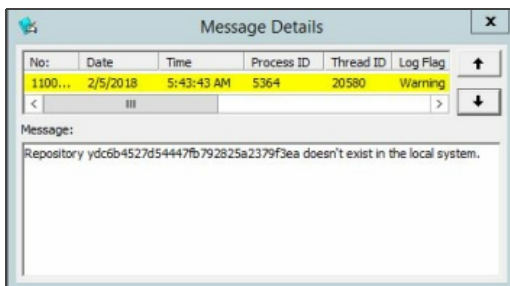 Message Details
x
No: Date Time Process ID Thread ID Log Flag
1100... 2/5/2018 5:43:43 AM 5364 20580 Warning
Message:
Repository ydc6b4527d54447fb792825a2379f3ea doesn't exist in the local system.